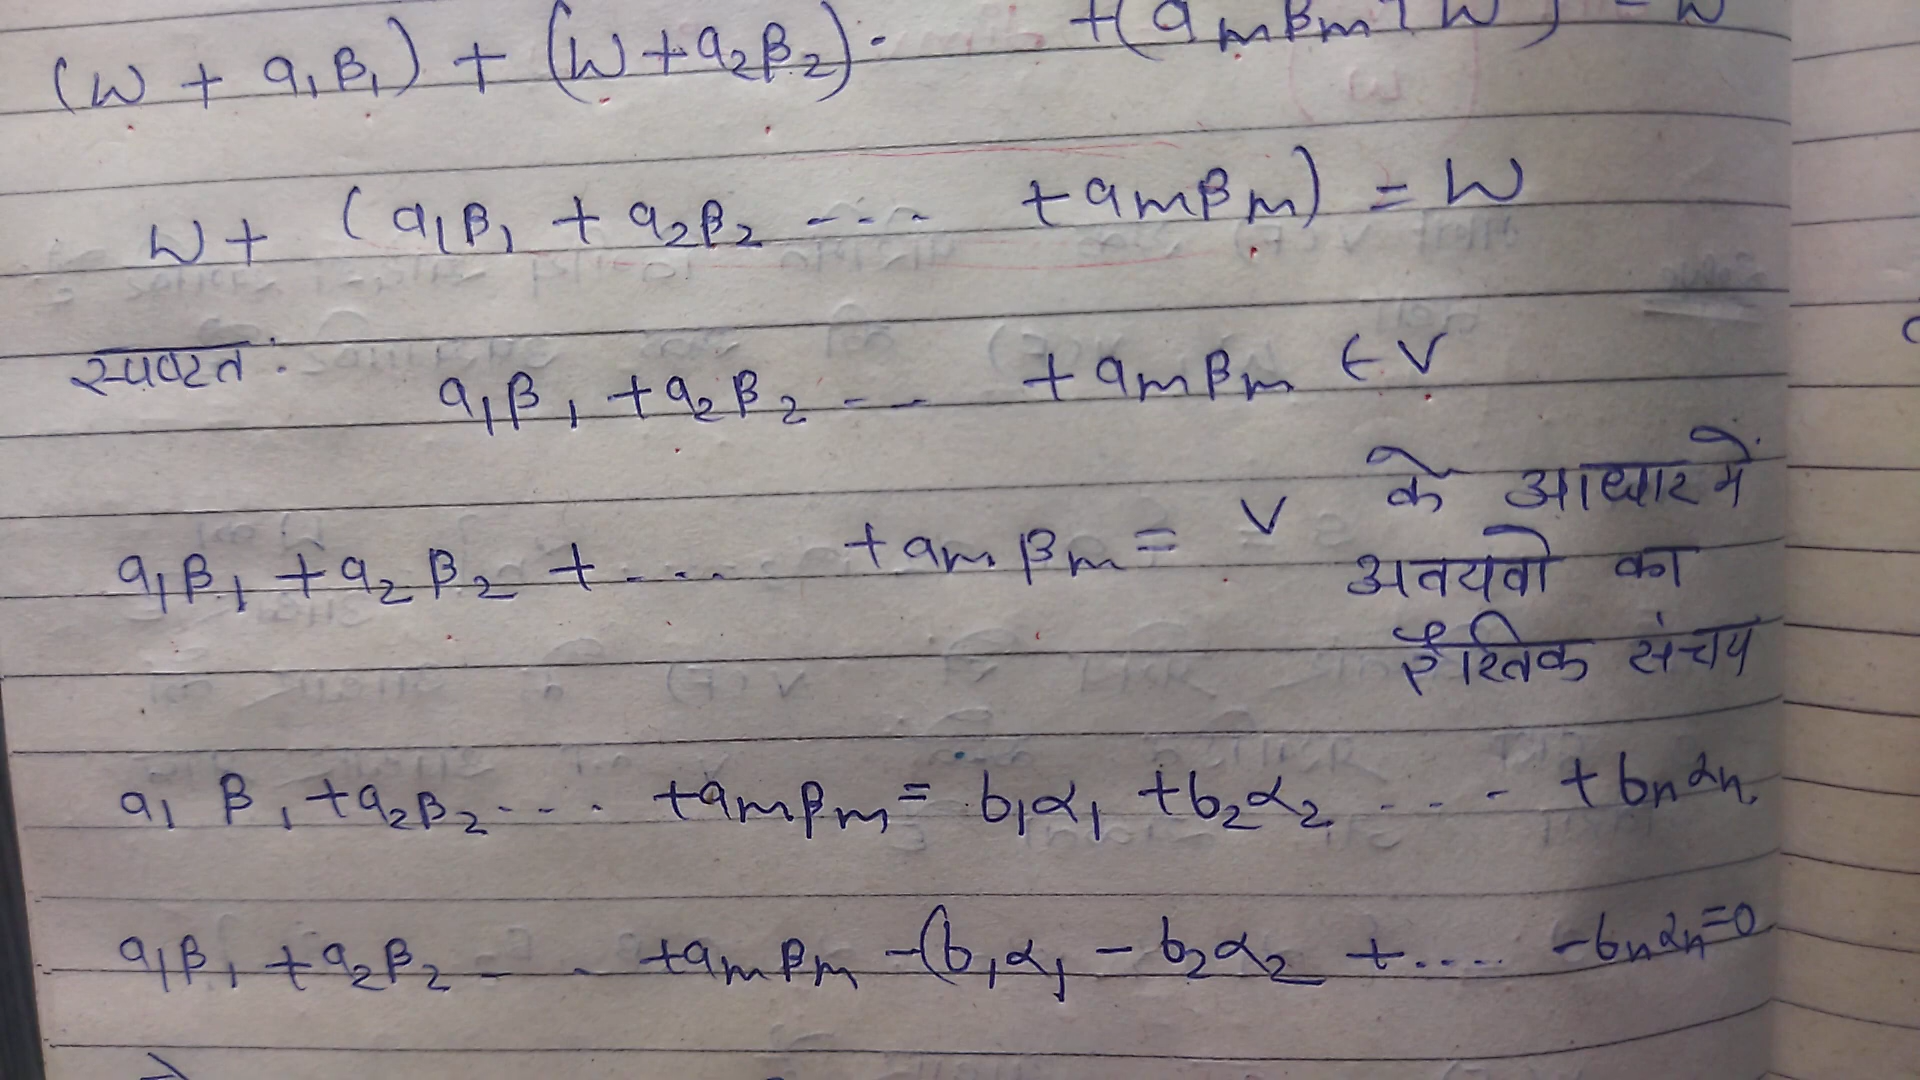 (W + a₁β₁) + (W + a₂β₂) · +(amβm + W) = W
W + (a₁β₁ + a₂β₂ ---- + amβm) = W
स्पष्टत :
a₁β₁ + a₂β₂ --- + amβm ∈ V
a₁β₁ + a₂β₂ + .... + amβm = V के आधार में
अवयवो का
रैखिक संचय
a₁β₁ + a₂β₂ .... + amβm = b₁α₁ + b₂α₂ .... + bnαn
a₁β₁ + a₂β₂ - . + amβm -(b₁α₁ - b₂α₂ + .... - bnαn = 0